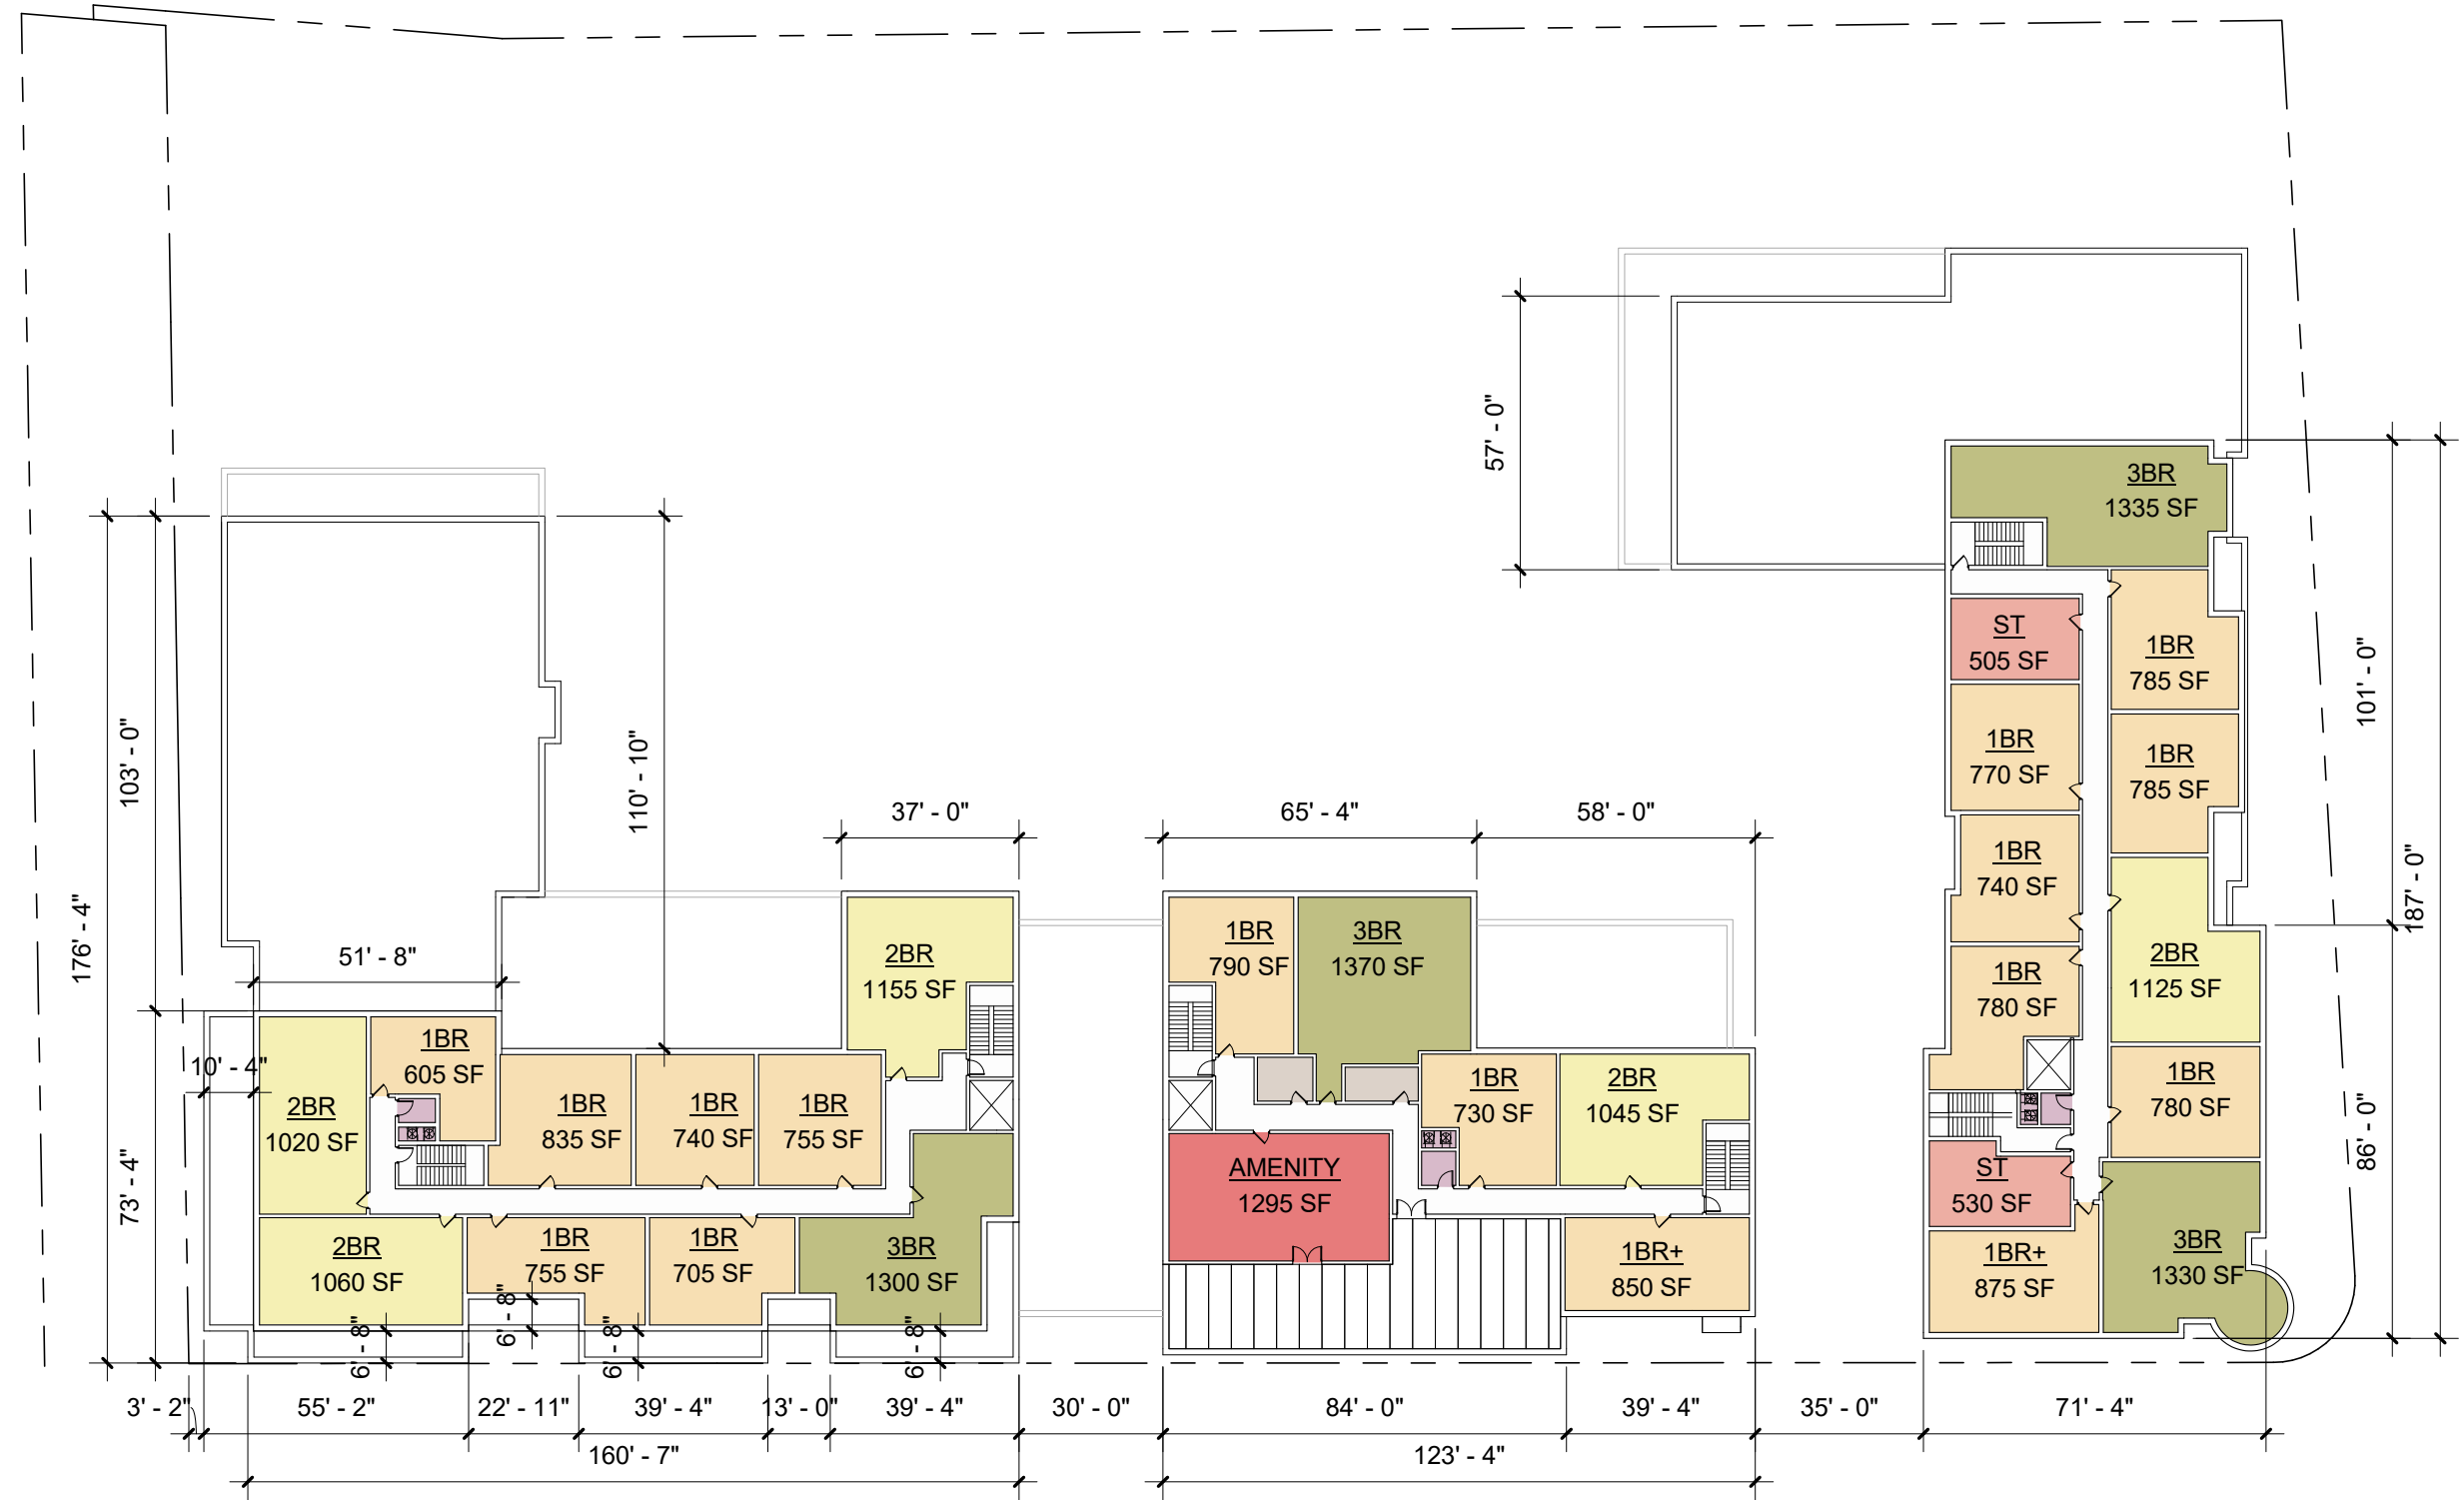 3BR
1335 SF
57' - 0"
ST
505 SF
1BR
785 SF
101' - 0"
1BR
770 SF
1BR
785 SF
103' - 0"
110' - 10"
37' - 0"
65' - 4"
58' - 0"
1BR
740 SF
187' - 0"
176' - 4"
51' - 8"
2BR
1155 SF
1BR
790 SF
3BR
1370 SF
1BR
780 SF
2BR
1125 SF
10' - 4"
1BR
605 SF
2BR
1020 SF
1BR
835 SF
1BR
740 SF
1BR
755 SF
1BR
730 SF
2BR
1045 SF
1BR
780 SF
73' - 4"
AMENITY
1295 SF
ST
530 SF
86' - 0"
2BR
1060 SF
1BR
755 SF
1BR
705 SF
3BR
1300 SF
1BR+
850 SF
1BR+
875 SF
3BR
1330 SF
6' - 8"
6' - 8"
6' - 8"
6' - 8"
3' - 2"
55' - 2"
22' - 11"
39' - 4"
13' - 0"
39' - 4"
30' - 0"
84' - 0"
39' - 4"
35' - 0"
71' - 4"
160' - 7"
123' - 4"